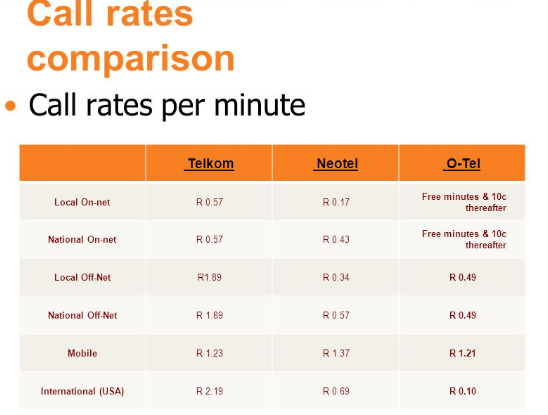 Call rates
comparison
• Call rates per minute
Telkom Neotel O-Tel
Local On-net R 0.57 R 0.17 Free minutes & 10c
thereafter
National On-net R 0.57 R 0.43 Free minutes & 10c
thereafter
Local Off-Net R1.89 R 0.34 R 0.49
National Off-Net R 1.89 R 0.57 R 0.49
Mobile R 1.23 R 1.37 R 1.21
International (USA) R 2.19 R 0.69 R 0.10